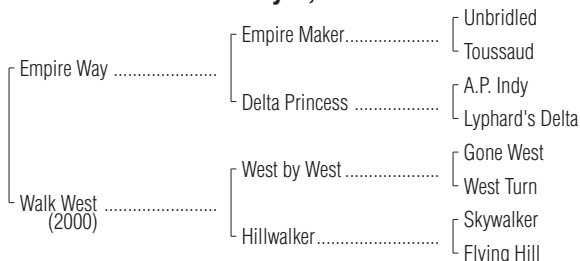 Unbridled
Empire Maker
Toussaud
Empire Way
A.P. Indy
Delta Princess
Lyphard's Delta
Gone West
West by West
West Turn
Walk West
(2000)
Skywalker
Hillwalker
Flying Hill